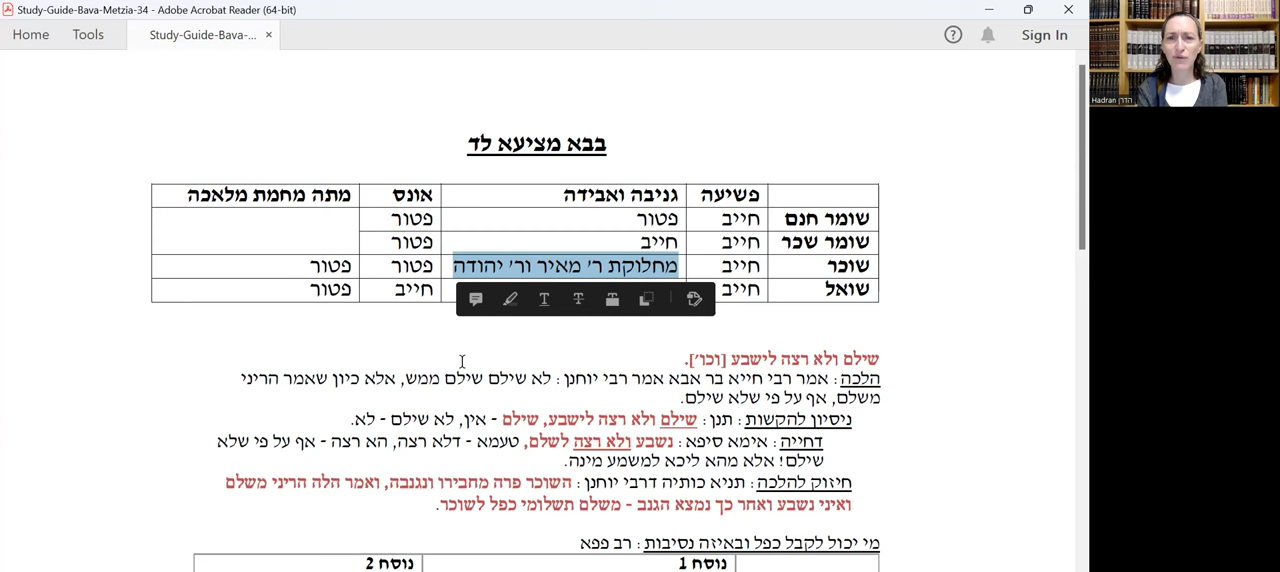 Study-Guide-Bava-Metzia-34 - Adobe Acrobat Reader (64-bit)
Home Tools Study-Guide-Bava-... × Sign In
Hadran הדרן
בבא מציעא לד
פשיעה גניבה ואבידה אונס מתה מחמת מלאכה
שומר חנם חייב פטור פטור
שומר שכר חייב חייב פטור
שוכר חייב מחלוקת ר' מאיר ור' יהודה פטור פטור
שואל חייב חייב פטור
שילם ולא רצה לישבע [וכו'].
הלכה: אמר רבי חייא בר אבא אמר רבי יוחנן: לא שילם שילם ממש, אלא כיון שאמר הריני
משלם, אף על פי שלא שילם.
ניסיון להקשות: תנן: שילם ולא רצה לישבע, שילם - אין, לא שילם - לא.
דחייה: אימא סיפא: נשבע ולא רצה לשלם, טעמא - דלא רצה, הא רצה - אף על פי שלא
שילם! אלא מהא ליכא למשמע מינה.
חיזוק להלכה: תניא כותיה דרבי יוחנן: השוכר פרה מחבירו ונגנבה, ואמר הלה הריני משלם
ואיני נשבע ואחר כך נמצא הגנב - משלם תשלומי כפל לשוכר.
מי יכול לקבל כפל ובאיזה נסיבות: רב פפא
נוסח 1 נוסח 2